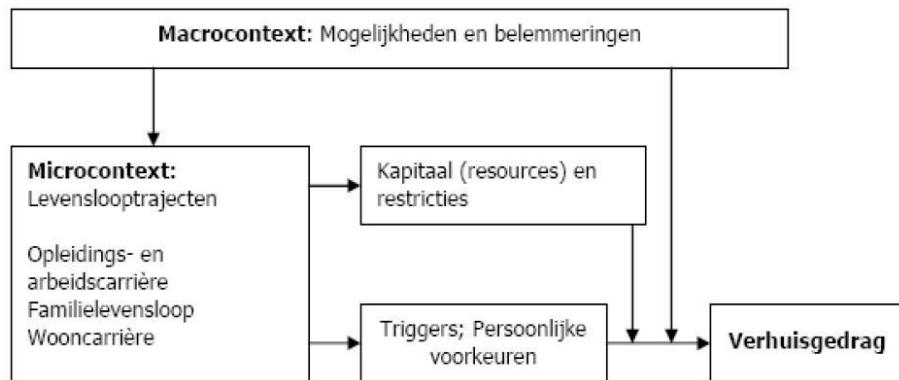 Macrocontext: Mogelijkheden en belemmeringen
Microcontext:
Levenslooptrajecten
Opleidings- en
arbeidscarrière
Familielevensloop
Wooncarrière
Kapitaal (resources) en
restricties
Triggers; Persoonlijke
voorkeuren
Verhuisgedrag